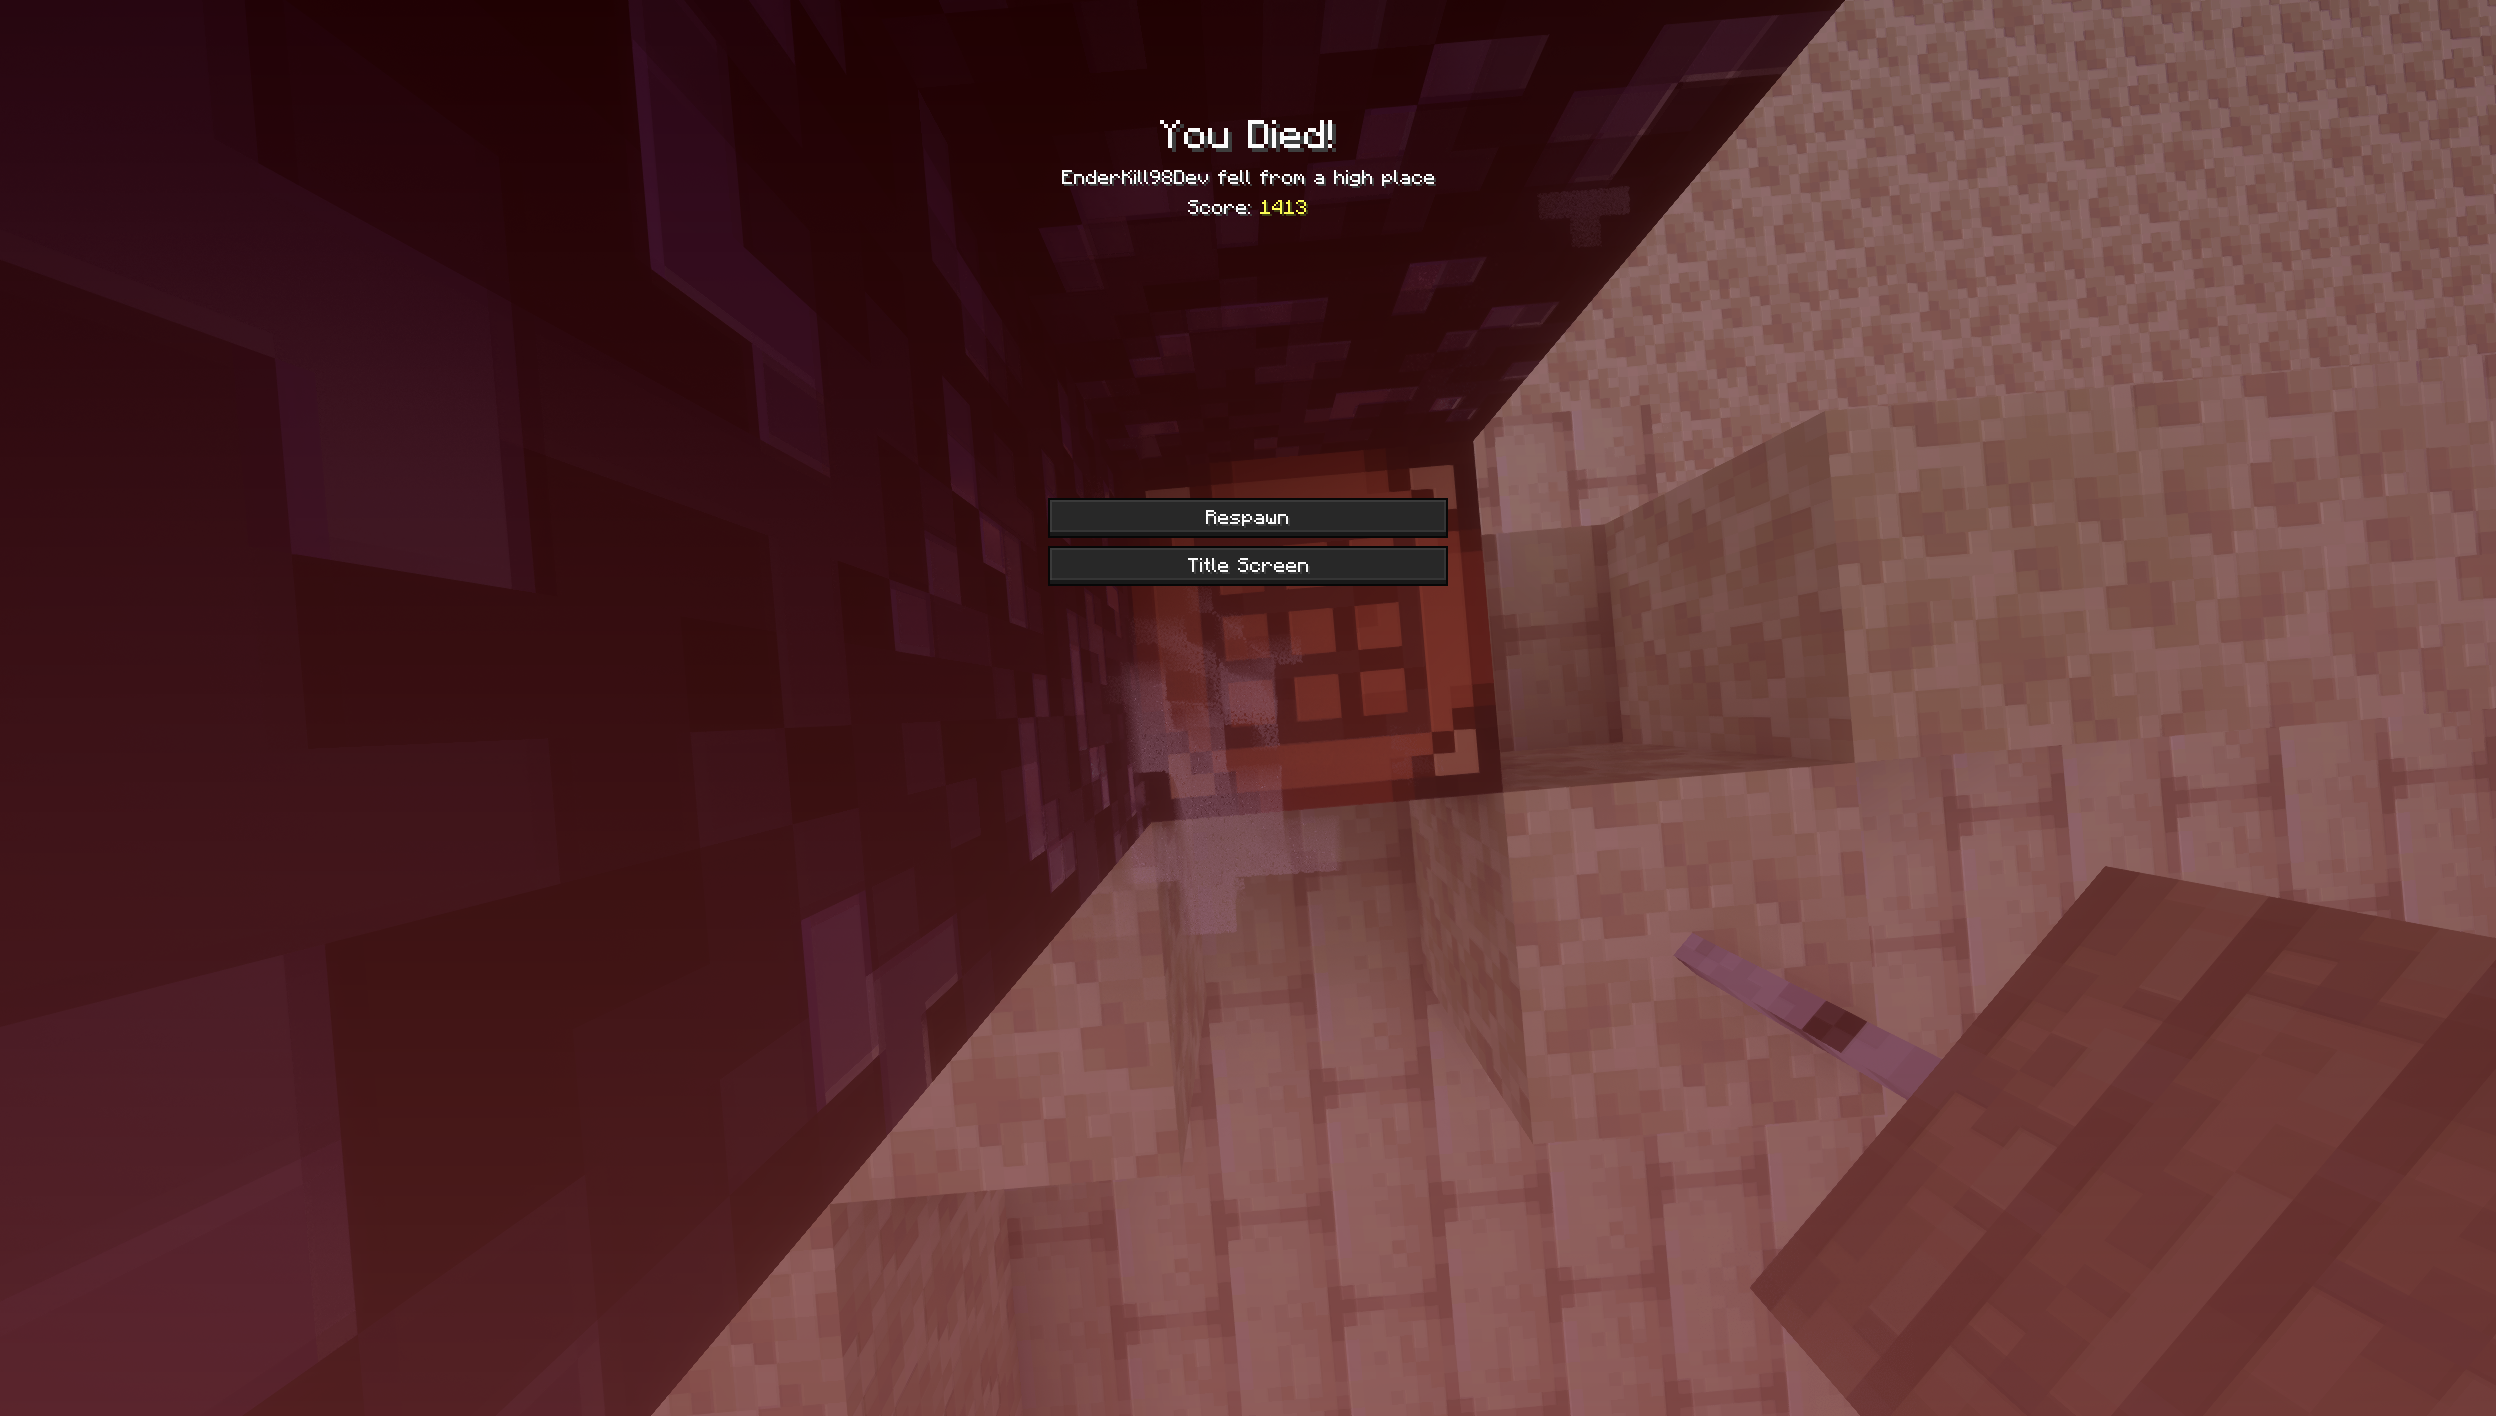 You Died!
EnderKill98Dev fell from a high place
Score: 1413
Respawn
Title Screen